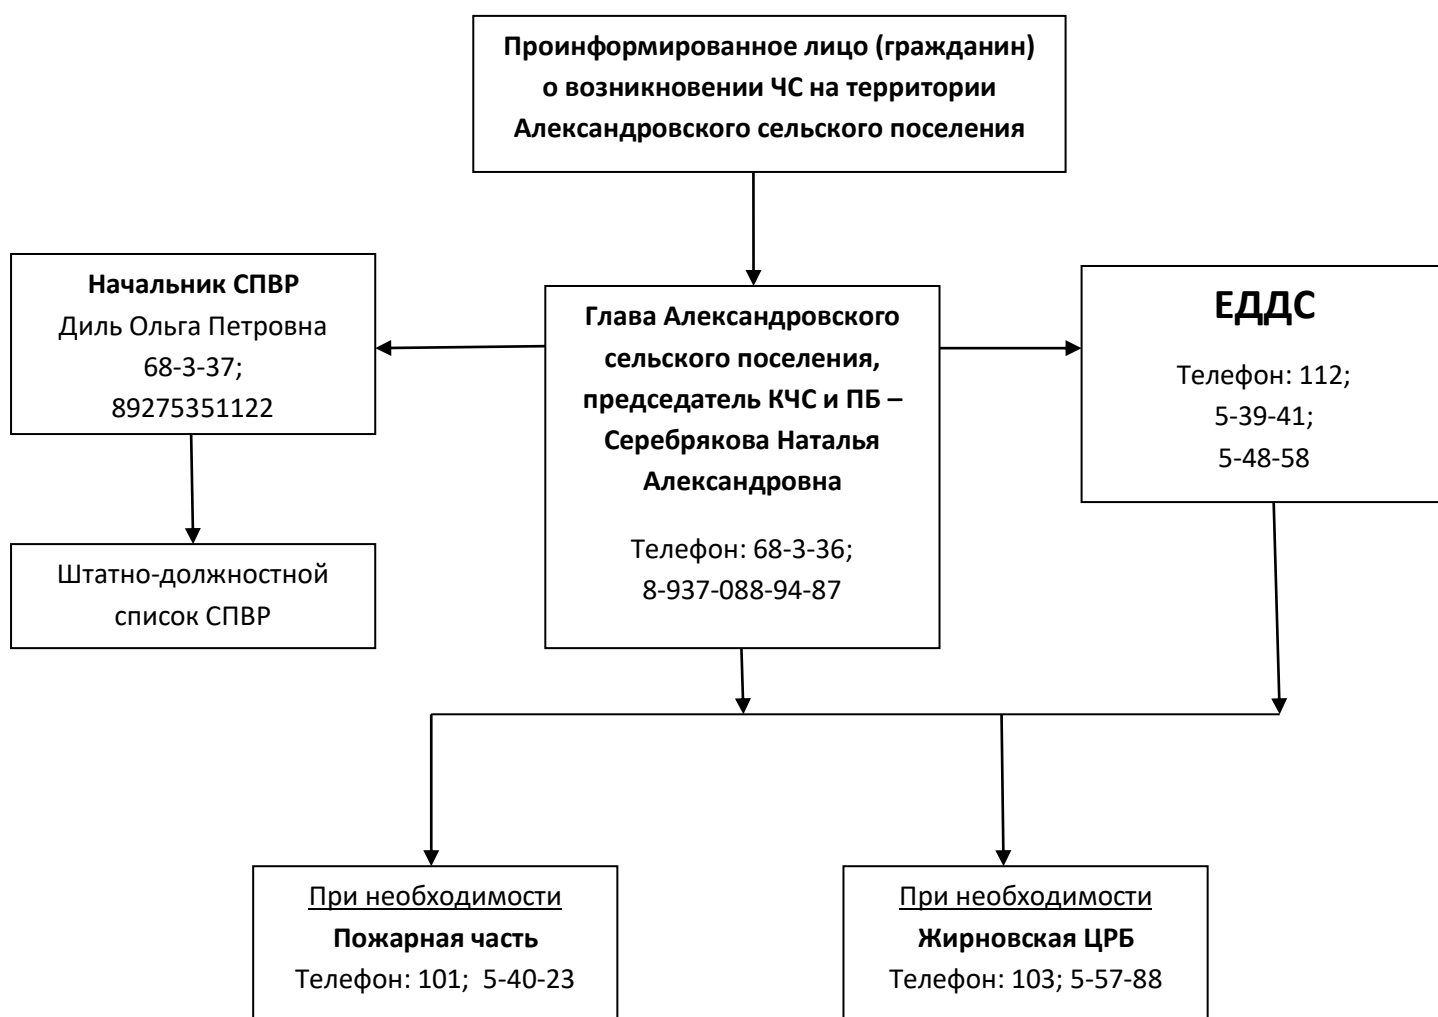 Проинформированное лицо (гражданин)
о возникновении ЧС на территории
Александровского сельского поселения
Начальник СПВР
Диль Ольга Петровна
68-3-37;
89275351122
Глава Александровского
сельского поселения,
председатель КЧС и ПБ –
Серебрякова Наталья
Александровна
Телефон: 68-3-36;
8-937-088-94-87
ЕДДС
Телефон: 112;
5-39-41;
5-48-58
Штатно-должностной
список СПВР
При необходимости
Пожарная часть
Телефон: 101; 5-40-23
При необходимости
Жирновская ЦРБ
Телефон: 103; 5-57-88